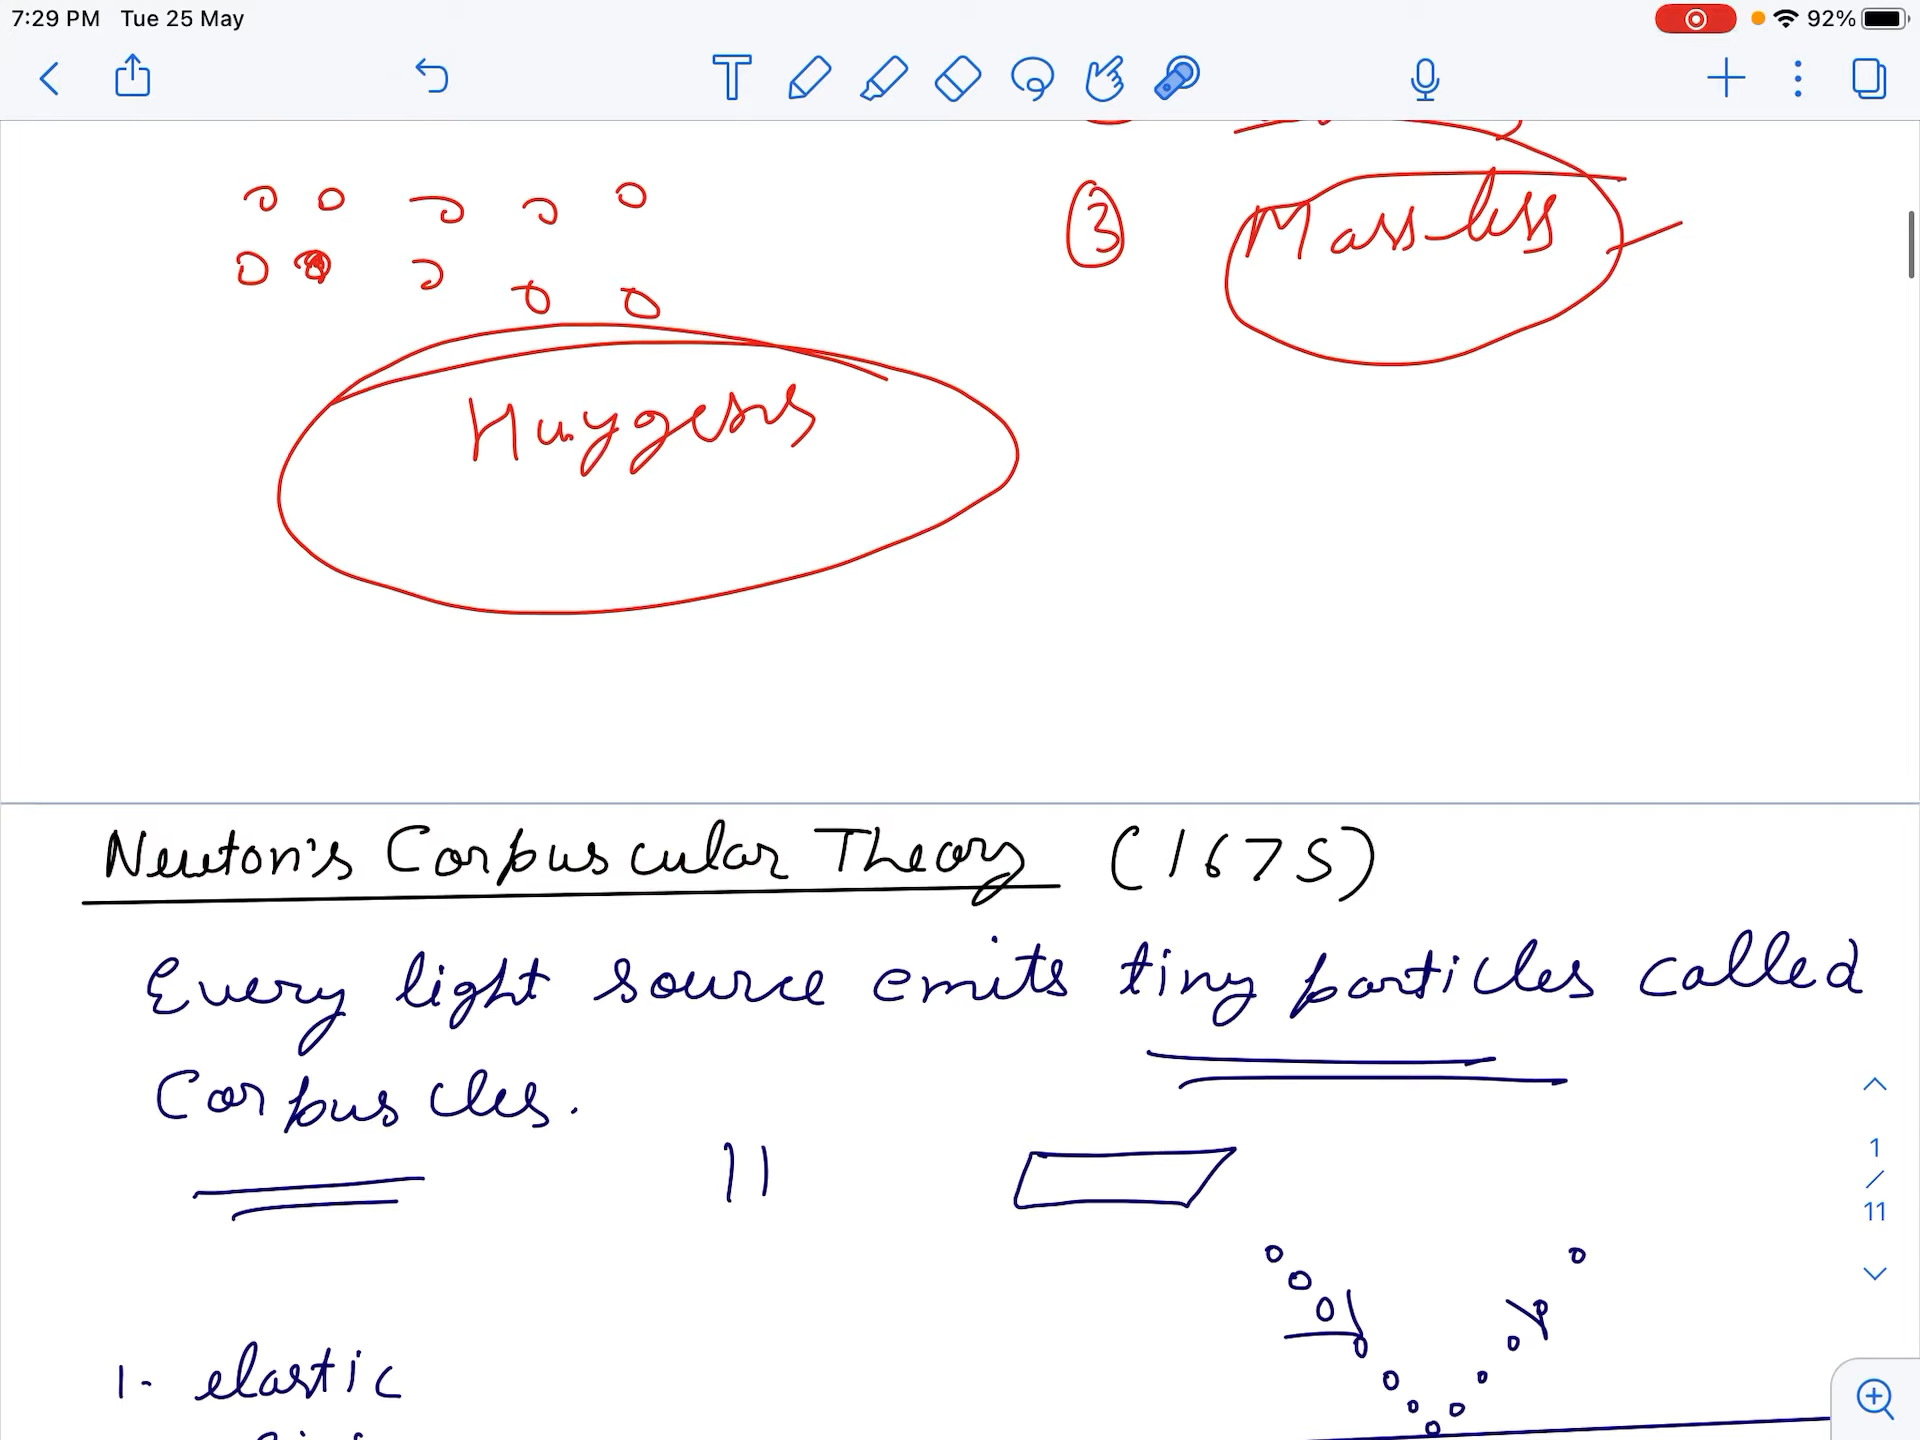 7:29 PM Tue 25 May
92%
③ Massless
Huygens
Newton's Corpuscular Theory (1675)
Every light source emits tiny particles called
Corpuscles.
1
/
11
1. elastic